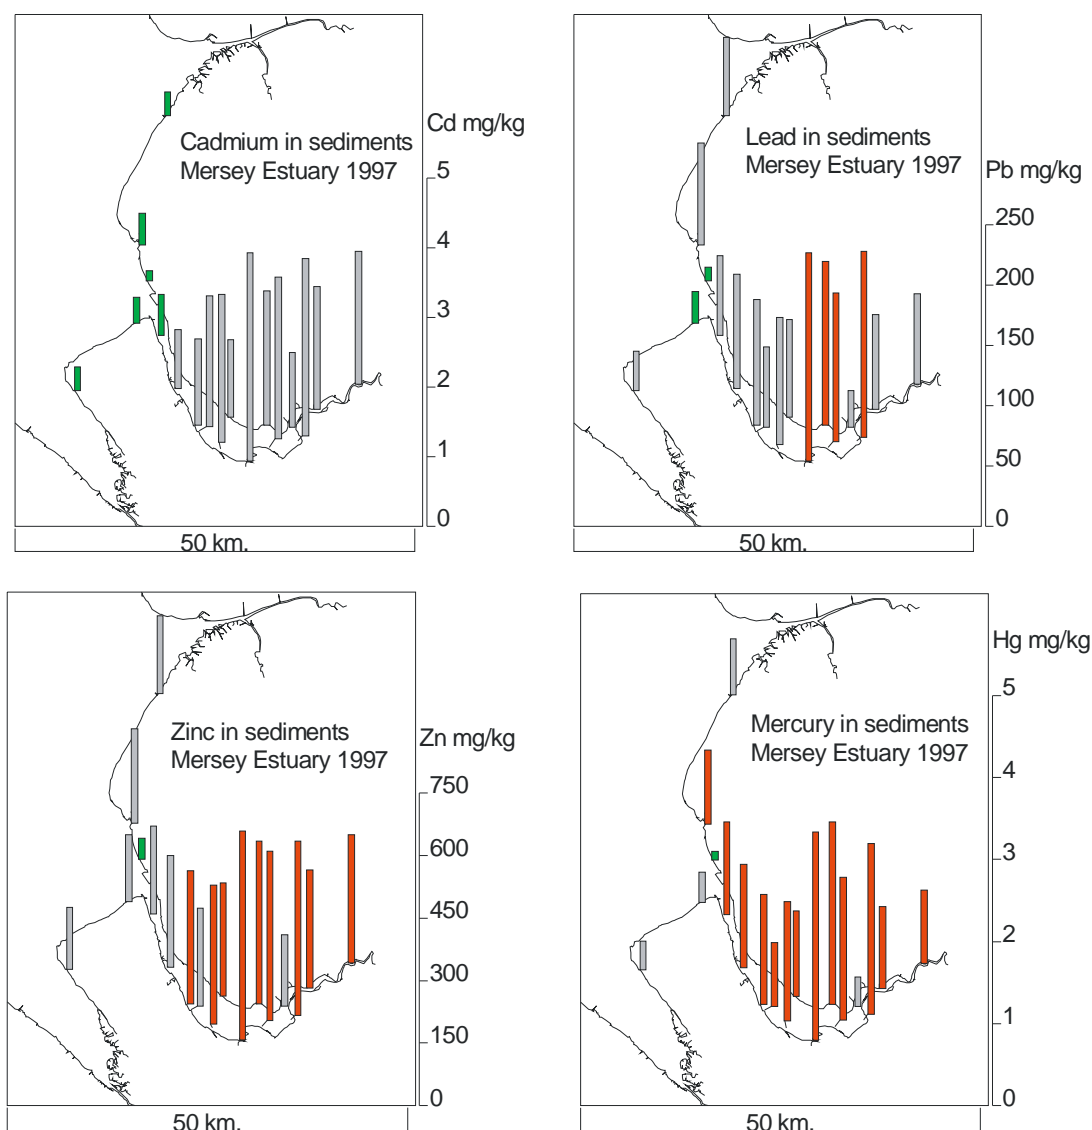 Cadmium in sediments
Mersey Estuary 1997
Cd mg/kg
5
4
3
2
1
0
50 km.
Lead in sediments
Mersey Estuary 1997
Pb mg/kg
250
200
150
100
50
0
50 km.
Zinc in sediments
Mersey Estuary 1997
Zn mg/kg
750
600
450
300
150
0
50 km.
Mercury in sediments
Mersey Estuary 1997
Hg mg/kg
5
4
3
2
1
0
50 km.